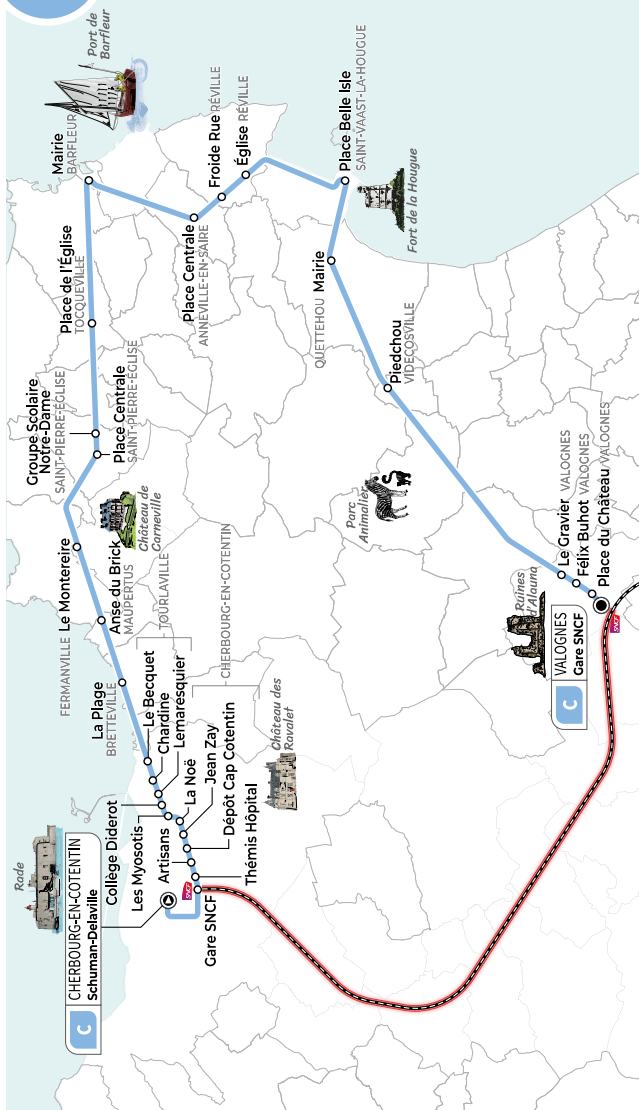 C
CHERBOURG-EN-COTENTIN
Schuman-Delaville
Rade
Gare SNCF
SNCF
Thémis Hôpital
Artisans
Dépôt Cap Cotentin
Jean Zay
La Noë
Les Myosotis
Collège Diderot
Lemaresquier
Chardine
Le Becquet
TOURLAVILLE
CHERBOURG-EN-COTENTIN
Château des
Ravalet
La Plage
BRETTEVILLE
Anse du Brick
MAUPERTUS
FERMANVILLE Le Montereire
Château de
Carneville
Groupe Scolaire
Notre-Dame
SAINT-PIERRE-ÉGLISE
Place Centrale
SAINT-PIERRE-ÉGLISE
Place de l'Église
TOCQUEVILLE
Mairie
BARFLEUR
Port de
Barfleur
Place Centrale
ANNEVILLE-EN-SAIRE
Froide Rue RÉVILLE
Église RÉVILLE
Place Belle Isle
SAINT-VAAST-LA-HOUGUE
Fort de la Hougue
QUETTEHOU Mairie
Piedchou
VIDECOSVILLE
Parc
Animalier
Le Gravier VALOGNES
Félix Buhot VALOGNES
Place du Château VALOGNES
Ruines
d'Alauna
C
VALOGNES
Gare SNCF
SNCF